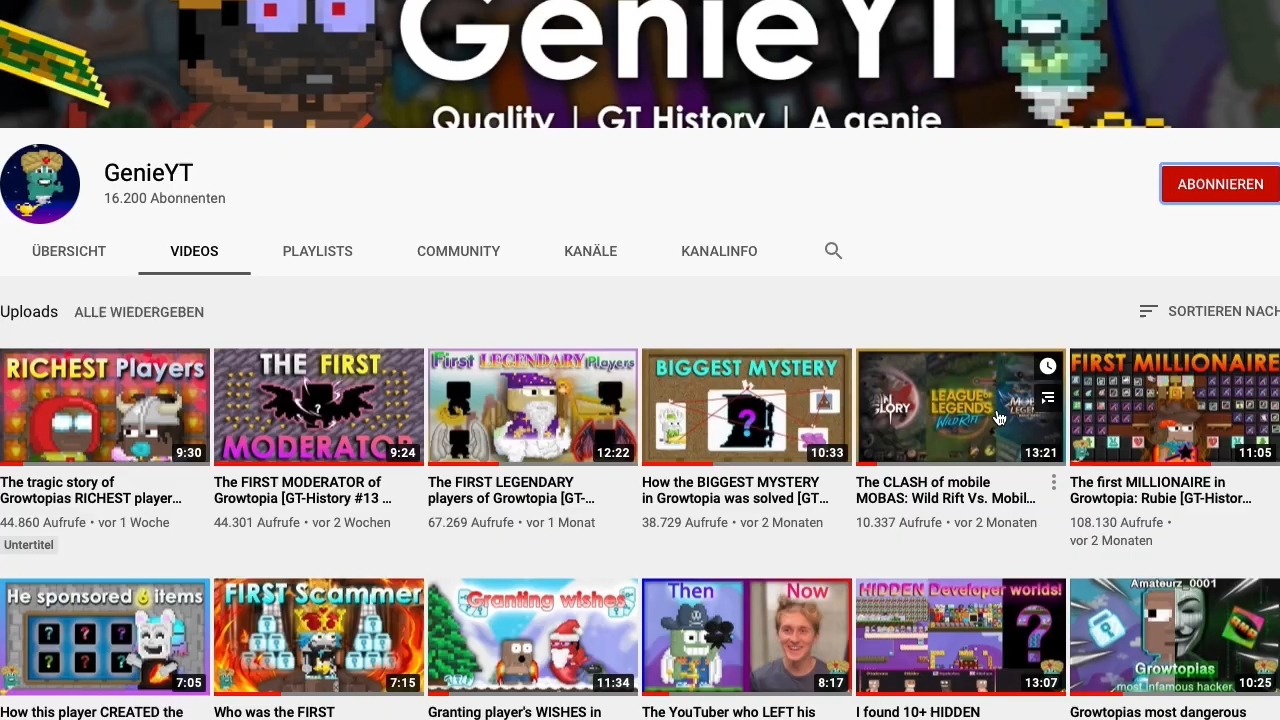 GenieYT
Quality | GT History | A genie
GenieYT
16.200 Abonnenten
ABONNIEREN
ÜBERSICHT
VIDEOS
PLAYLISTS
COMMUNITY
KANÄLE
KANALINFO
Uploads
ALLE WIEDERGEBEN
SORTIEREN NACH
RICHEST Players
9:30
THE FIRST...
MODERATOR
9:24
First LEGENDARY Players
12:22
BIGGEST MYSTERY
10:33
LEAGUE OF
LEGENDS
WILD RIFT
13:21
FIRST MILLIONAIRE
11:05
The tragic story of
Growtopias RICHEST player...
44.860 Aufrufe • vor 1 Woche
Untertitel
The FIRST MODERATOR of
Growtopia [GT-History #13 ...
44.301 Aufrufe • vor 2 Wochen
The FIRST LEGENDARY
players of Growtopia [GT-...
67.269 Aufrufe • vor 1 Monat
How the BIGGEST MYSTERY
in Growtopia was solved [GT...
38.729 Aufrufe • vor 2 Monaten
The CLASH of mobile
MOBAS: Wild Rift Vs. Mobil...
10.337 Aufrufe • vor 2 Monaten
The first MILLIONAIRE in
Growtopia: Rubie [GT-Histor...
108.130 Aufrufe •
vor 2 Monaten
He sponsored 6 items
7:05
FIRST Scammer
7:15
Granting wishes
11:34
Then
Now
8:17
HIDDEN Developer worlds!
13:07
Amateurz_0001
Growtopias
most infamous hacker
10:25
How this player CREATED the
Who was the FIRST
Granting player's WISHES in
The YouTuber who LEFT his
I found 10+ HIDDEN
Growtopias most dangerous